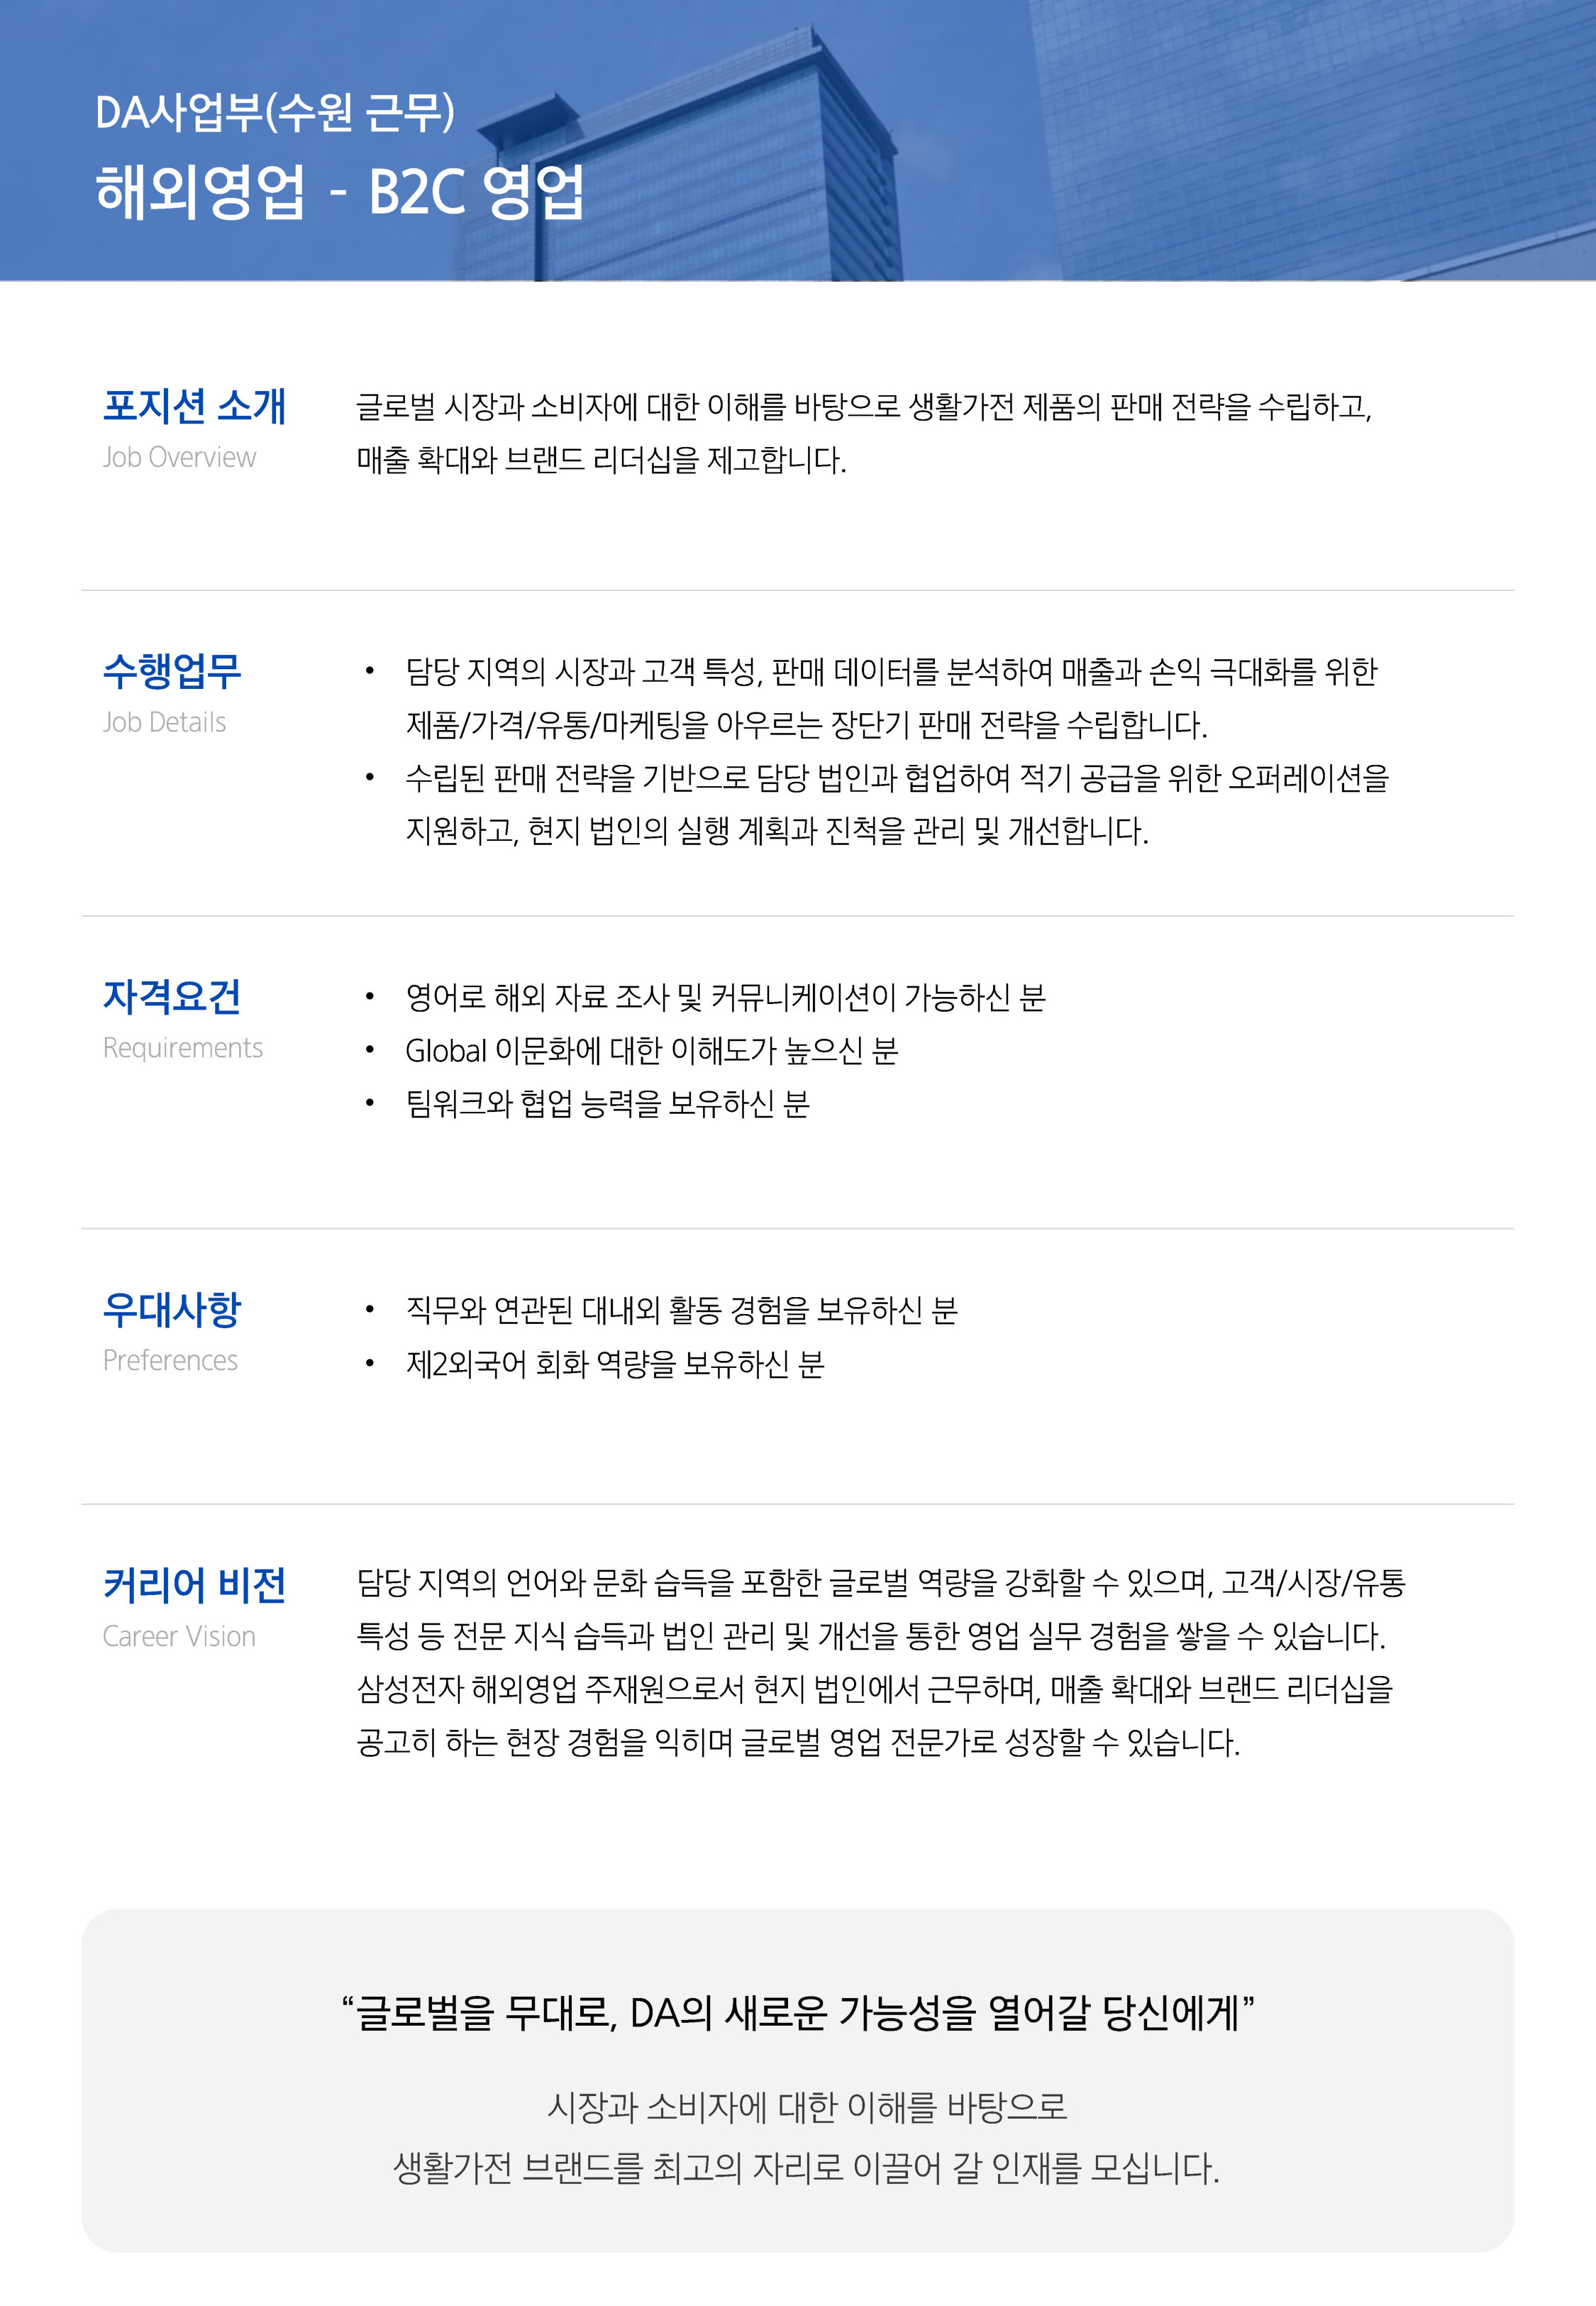 DA사업부(수원 근무)
해외영업 - B2C 영업
포지션 소개
Job Overview
글로벌 시장과 소비자에 대한 이해를 바탕으로 생활가전 제품의 판매 전략을 수립하고,
매출 확대와 브랜드 리더십을 제고합니다.
수행업무
Job Details
• 담당 지역의 시장과 고객 특성, 판매 데이터를 분석하여 매출과 손익 극대화를 위한
제품/가격/유통/마케팅을 아우르는 장단기 판매 전략을 수립합니다.
• 수립된 판매 전략을 기반으로 담당 법인과 협업하여 적기 공급을 위한 오퍼레이션을
지원하고, 현지 법인의 실행 계획과 진척을 관리 및 개선합니다.
자격요건
Requirements
• 영어로 해외 자료 조사 및 커뮤니케이션이 가능하신 분
• Global 이문화에 대한 이해도가 높으신 분
• 팀워크와 협업 능력을 보유하신 분
우대사항
Preferences
• 직무와 연관된 대내외 활동 경험을 보유하신 분
• 제2외국어 회화 역량을 보유하신 분
커리어 비전
Career Vision
담당 지역의 언어와 문화 습득을 포함한 글로벌 역량을 강화할 수 있으며, 고객/시장/유통
특성 등 전문 지식 습득과 법인 관리 및 개선을 통한 영업 실무 경험을 쌓을 수 있습니다.
삼성전자 해외영업 주재원으로서 현지 법인에서 근무하며, 매출 확대와 브랜드 리더십을
공고히 하는 현장 경험을 익히며 글로벌 영업 전문가로 성장할 수 있습니다.
“글로벌을 무대로, DA의 새로운 가능성을 열어갈 당신에게”
시장과 소비자에 대한 이해를 바탕으로
생활가전 브랜드를 최고의 자리로 이끌어 갈 인재를 모십니다.